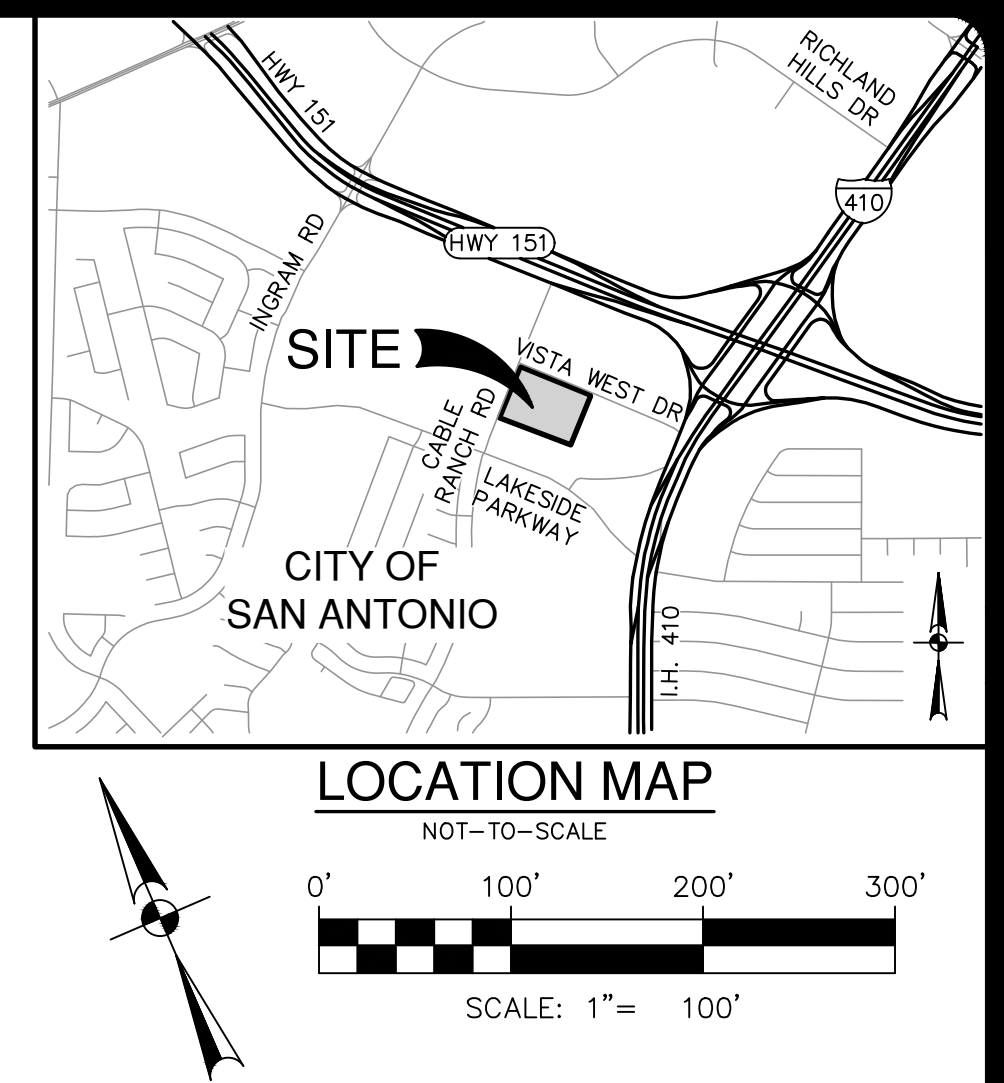 RICHLAND
HILLS DR
HWY 151
410
HWY 151
INGRAM RD
SITE
VISTA WEST DR
CABLE
RANCH RD
LAKESIDE
PARKWAY
CITY OF
SAN ANTONIO
I.H. 410
LOCATION MAP
NOT-TO-SCALE
0' 100' 200' 300'
SCALE: 1"= 100'